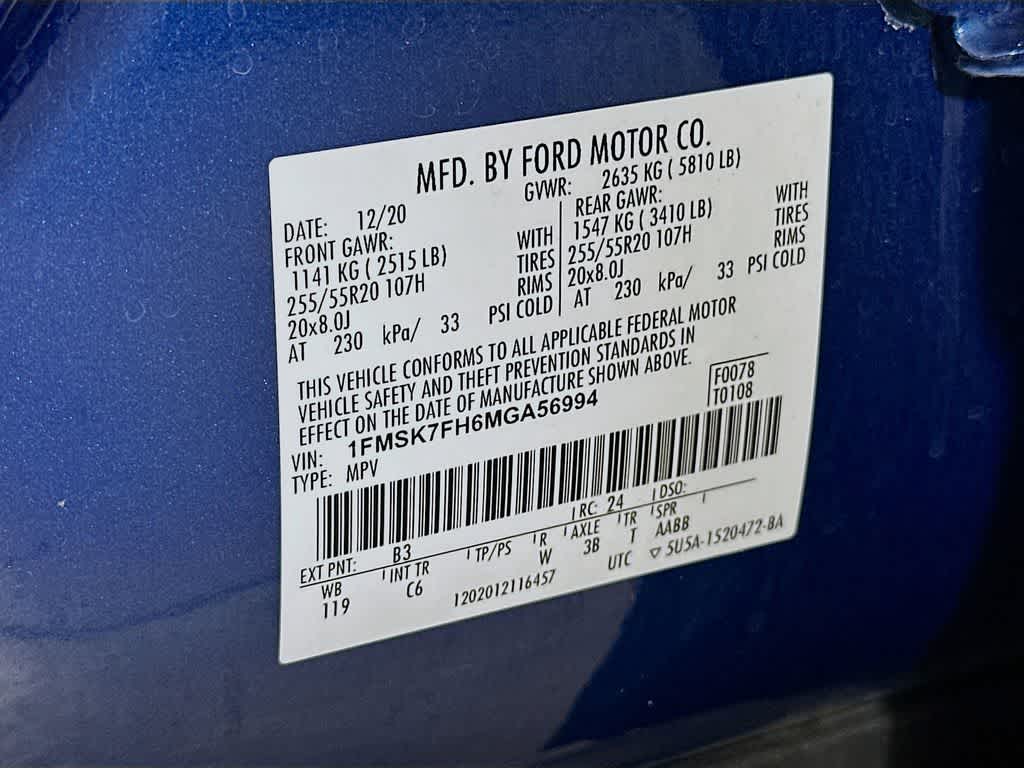 MFD. BY FORD MOTOR CO.
DATE: 12/20 GVWR: 2635 KG ( 5810 LB)
FRONT GAWR: REAR GAWR:
1141 KG ( 2515 LB) WITH 1547 KG ( 3410 LB) WITH
255/55R20 107H TIRES 255/55R20 107H TIRES
20x8.0J RIMS 20x8.0J RIMS
AT 230 kPa/ 33 PSI COLD AT 230 kPa/ 33 PSI COLD
THIS VEHICLE CONFORMS TO ALL APPLICABLE FEDERAL MOTOR
VEHICLE SAFETY AND THEFT PREVENTION STANDARDS IN
EFFECT ON THE DATE OF MANUFACTURE SHOWN ABOVE.
VIN: 1FMSK7FH6MGA56994 F0078
TYPE: MPV T0108
EXT PNT: B3 RC: 24 DSO:
WB INT TR TP/PS R AXLE TR SPR
119 C6 W 3B T AABB
1202012116457 UTC ▽ 5U5A-1520472-BA